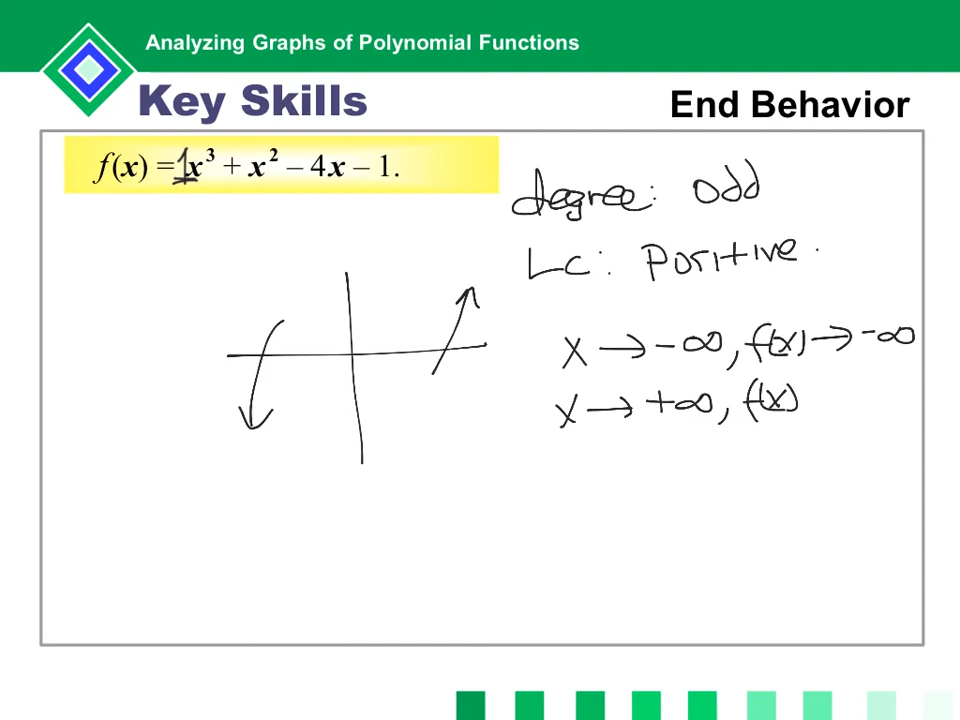 Analyzing Graphs of Polynomial Functions
Key Skills
End Behavior
f(x) = 1x³ + x² – 4x – 1.
degree: odd
Lc: Positive.
x → -∞, f(x) → -∞
x → +∞, f(x)